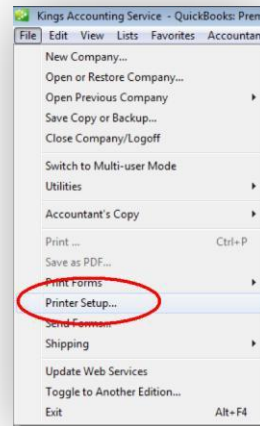 Kings Accounting Service - QuickBooks: Prem
File Edit View Lists Favorites Accountan
New Company...
Open or Restore Company...
Open Previous Company
Save Copy or Backup...
Close Company/Logoff
Switch to Multi-user Mode
Utilities
Accountant's Copy
Print ... Ctrl+P
Save as PDF...
Print Forms
Printer Setup...
Send Forms...
Shipping
Update Web Services
Toggle to Another Edition...
Exit Alt+F4